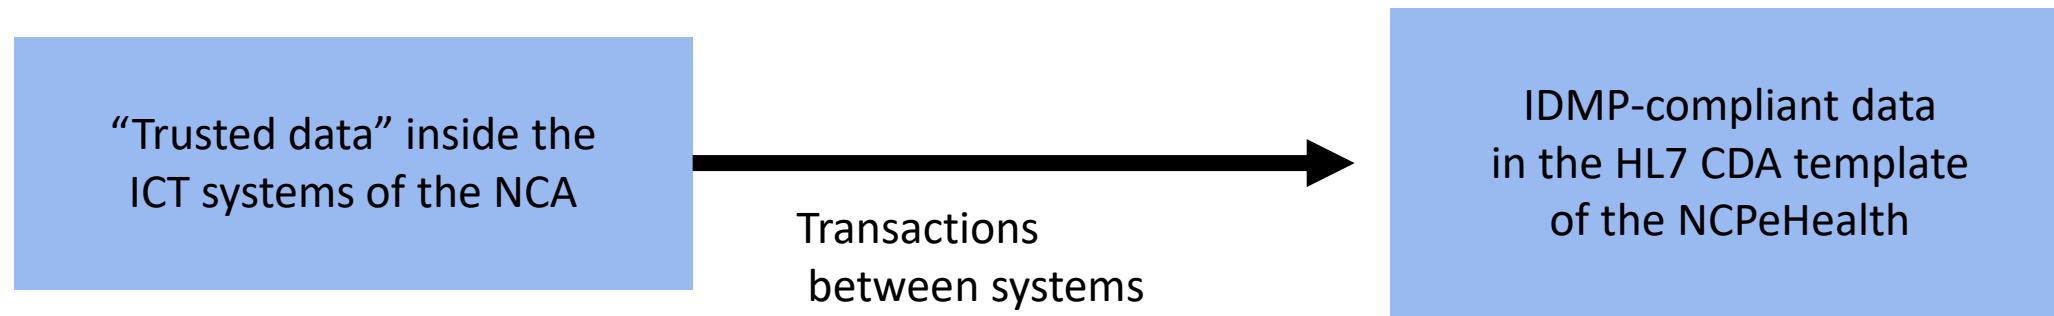 “Trusted data” inside the
ICT systems of the NCA
Transactions
between systems
IDMP-compliant data
in the HL7 CDA template
of the NCPeHealth